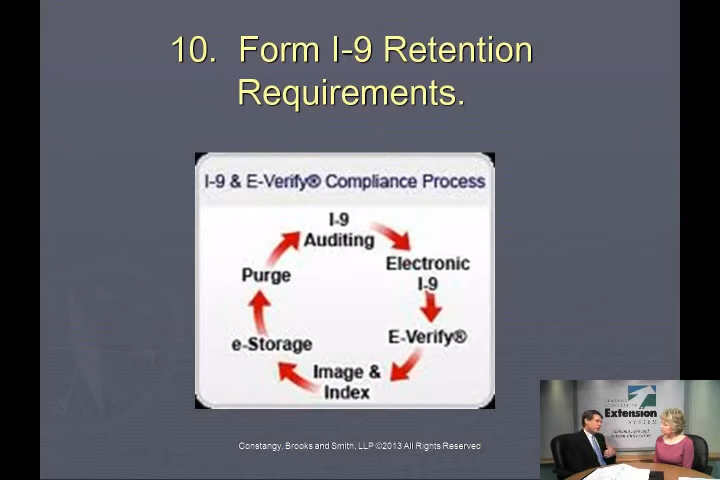 10. Form I-9 Retention
Requirements.
I-9 & E-Verify® Compliance Process
I-9
Auditing
Electronic
I-9
E-Verify®
Image &
Index
e-Storage
Purge
Constangy, Brooks and Smith, LLP ©2013 All Rights Reserved
Extension
SYSTEM